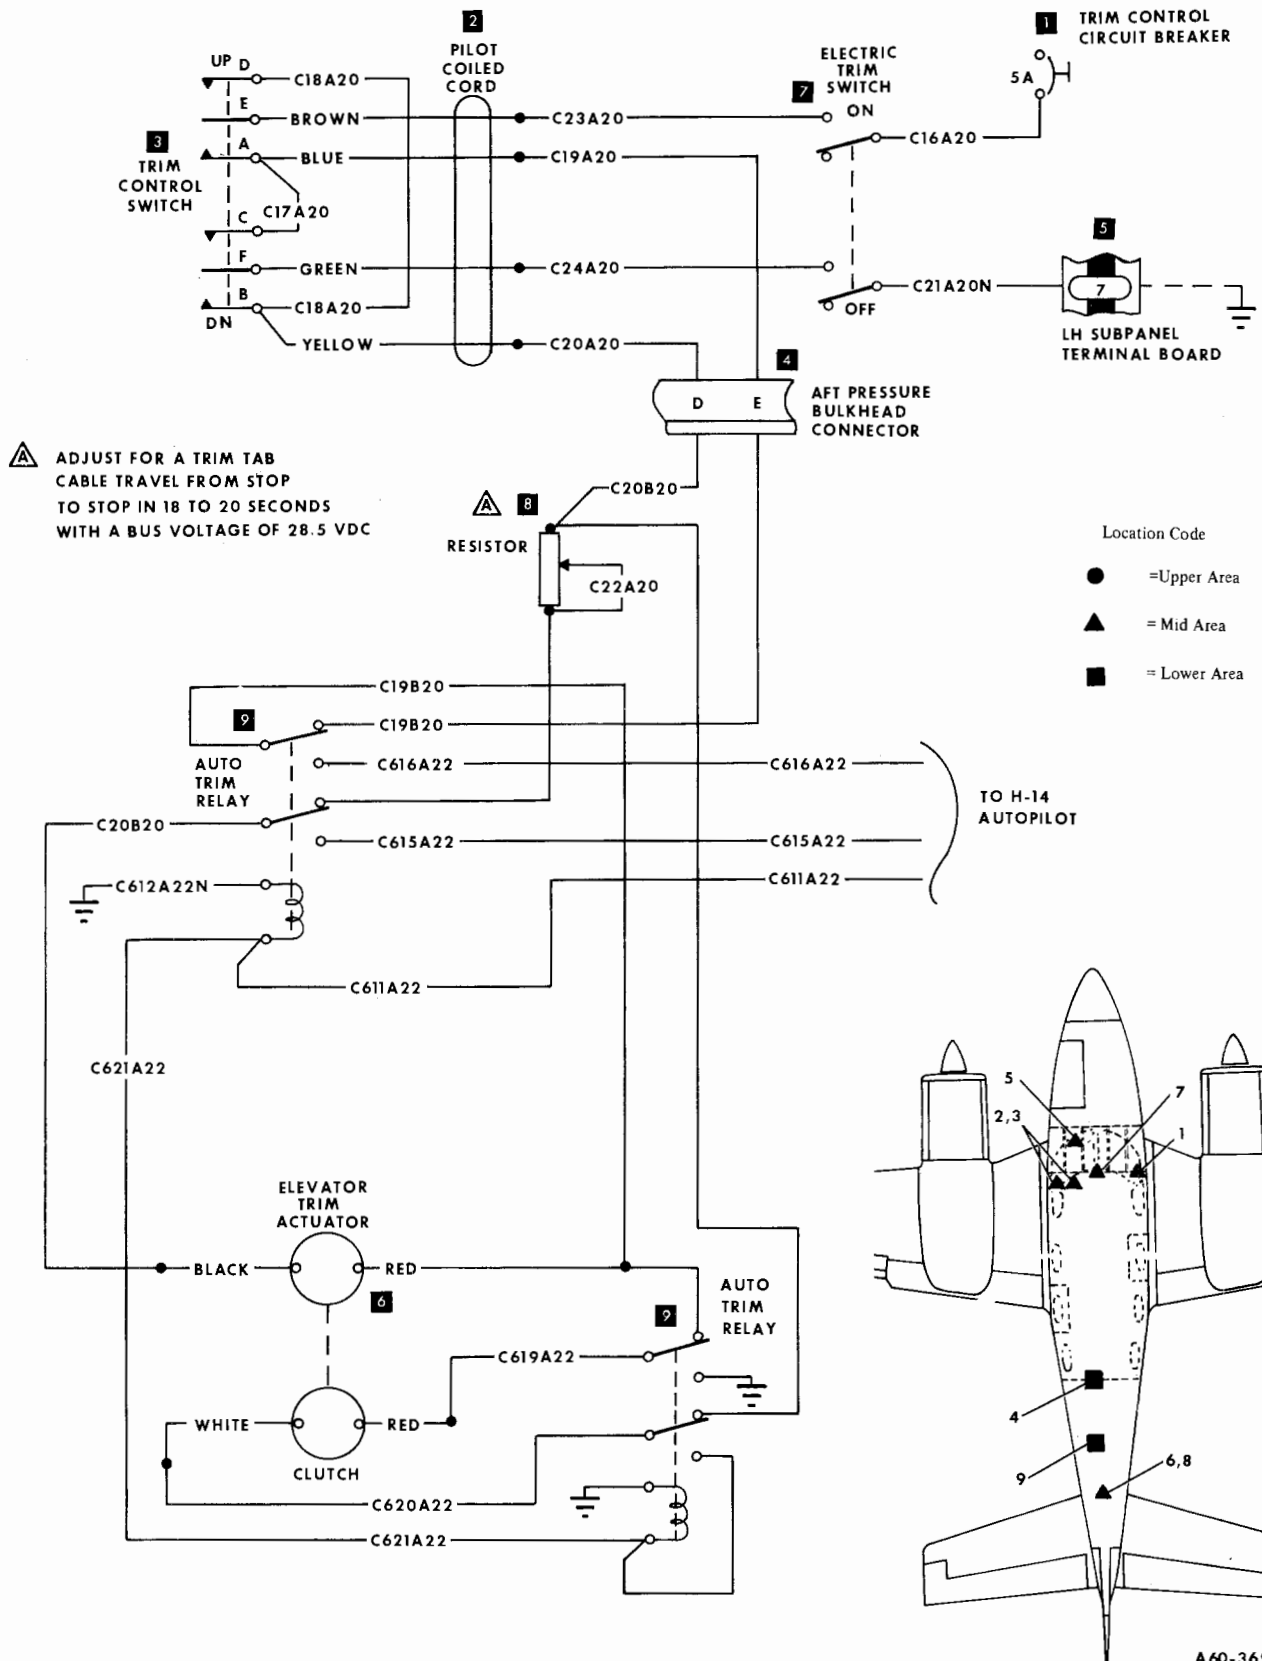 1
TRIM CONTROL
CIRCUIT BREAKER
5A
2
PILOT
COILED
CORD
ELECTRIC
TRIM
SWITCH
7
ON
OFF
UP
D
C18A20
E
BROWN
C23A20
C16A20
3
TRIM
CONTROL
SWITCH
A
BLUE
C19A20
C
C17A20
F
GREEN
C24A20
B
C18A20
DN
YELLOW
C20A20
C21A20N
5
7
LH SUBPANEL
TERMINAL BOARD
4
D
E
AFT PRESSURE
BULKHEAD
CONNECTOR
A
ADJUST FOR A TRIM TAB
CABLE TRAVEL FROM STOP
TO STOP IN 18 TO 20 SECONDS
WITH A BUS VOLTAGE OF 28.5 VDC
C20B20
A
8
RESISTOR
C22A20
Location Code
=Upper Area
= Mid Area
= Lower Area
C19B20
9
C19B20
AUTO
TRIM
RELAY
C616A22
C616A22
TO H-14
AUTOPILOT
C20B20
C615A22
C615A22
C612A22N
C611A22
C611A22
C621A22
ELEVATOR
TRIM
ACTUATOR
BLACK
RED
6
AUTO
TRIM
RELAY
9
C619A22
WHITE
RED
CLUTCH
C620A22
C621A22
5
2,3
7
1
4
9
6,8